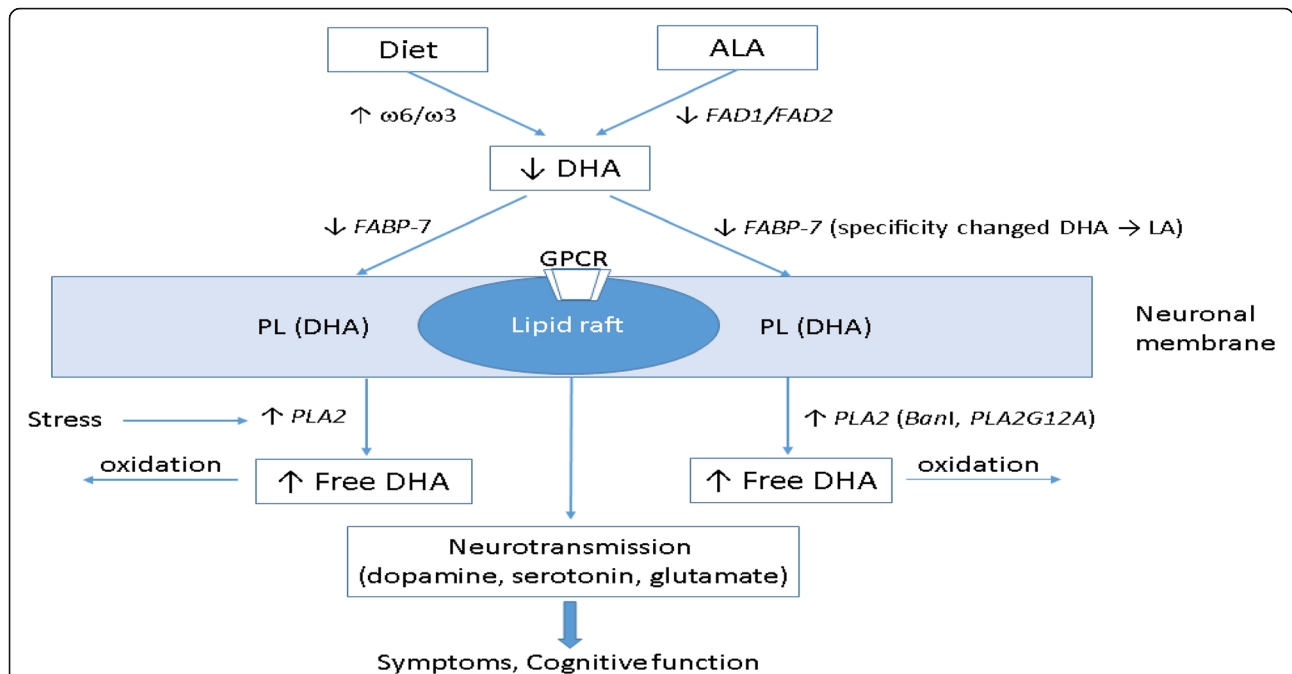 Diet
ALA
↑ ω6/ω3
↓ FAD1/FAD2
↓ DHA
↓ FABP-7
↓ FABP-7 (specificity changed DHA → LA)
GPCR
PL (DHA)
Lipid raft
PL (DHA)
Neuronal
membrane
Stress
↑ PLA2
↑ PLA2 (BanI, PLA2G12A)
oxidation
↑ Free DHA
↑ Free DHA
oxidation
Neurotransmission
(dopamine, serotonin, glutamate)
Symptoms, Cognitive function